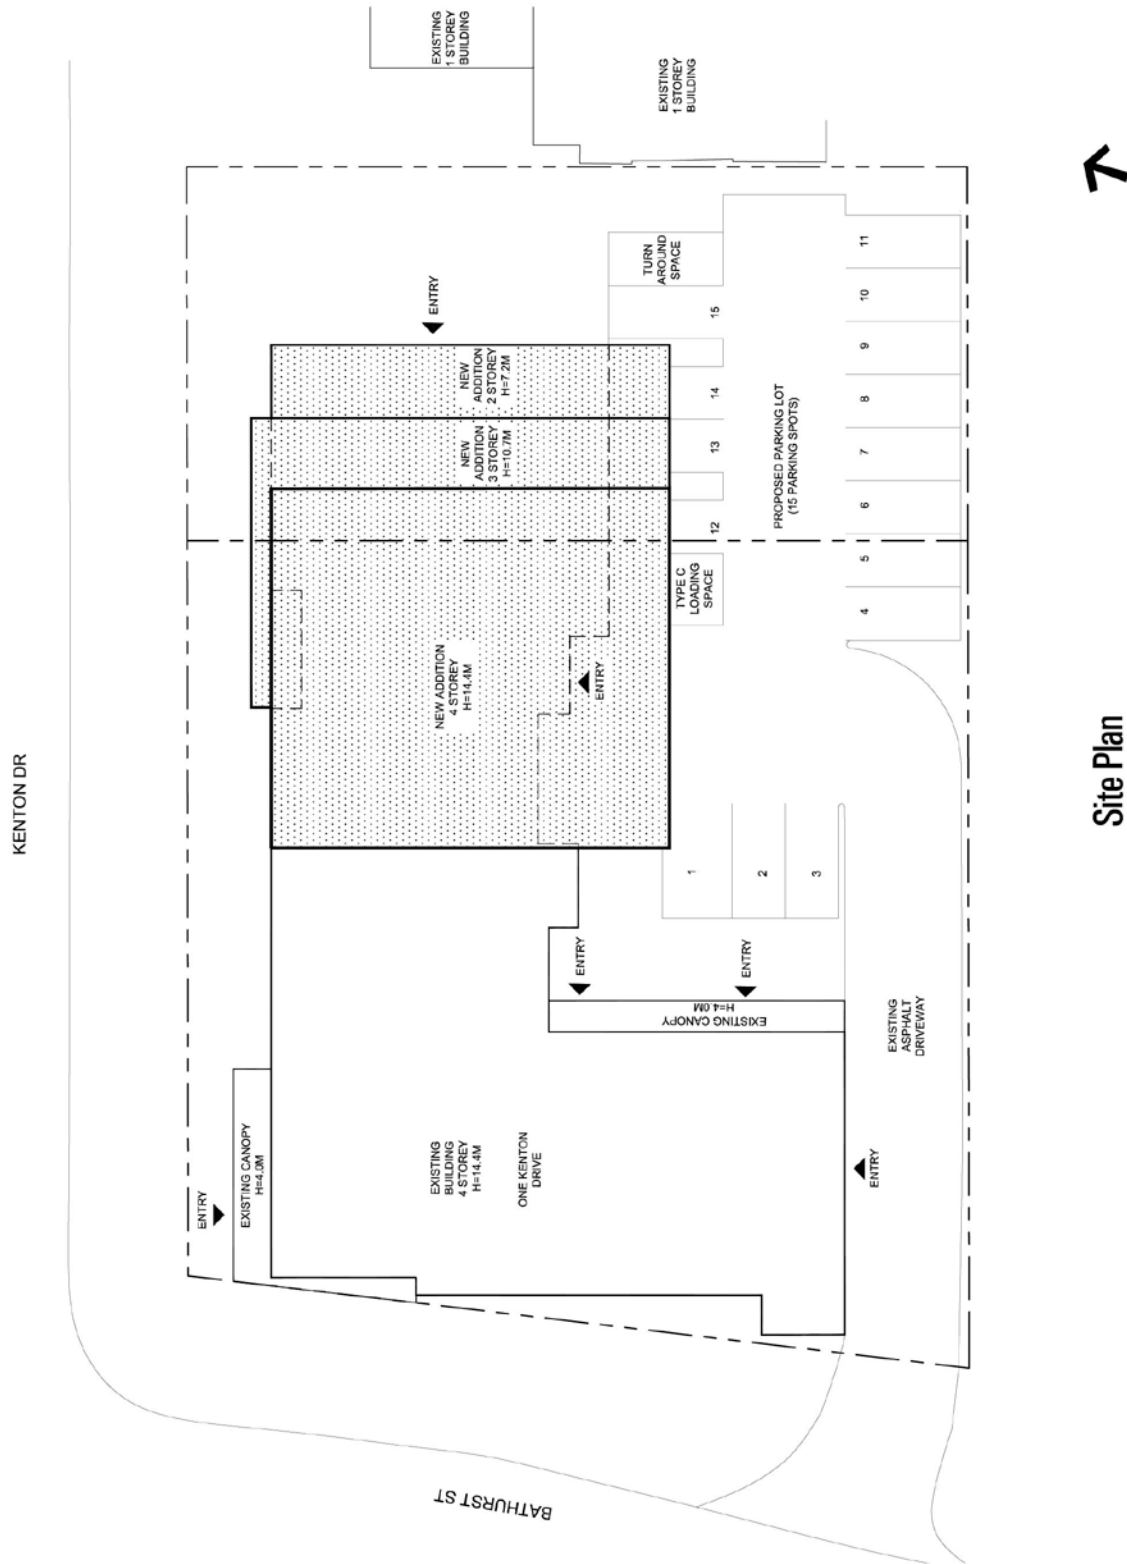 KENTON DR
EXISTING
1 STOREY
BUILDING
EXISTING
1 STOREY
BUILDING
ENTRY
TURN
AROUND
SPACE
NEW
ADDITION
2 STOREY
H=7.2M
NEW
ADDITION
3 STOREY
H=10.7M
NEW ADDITION
4 STOREY
H=14.4M
ENTRY
TYPE C
LOADING
SPACE
12
13
14
15
PROPOSED PARKING LOT
(15 PARKING SPOTS)
4
5
6
7
8
9
10
11
1
2
3
ENTRY
ENTRY
EXISTING CANOPY
H=4.0M
EXISTING
ASPHALT
DRIVEWAY
ENTRY
EXISTING CANOPY
H=4.0M
EXISTING
BUILDING
4 STOREY
H=14.4M
ONE KENTON
DRIVE
ENTRY
BATHURST ST
Site Plan